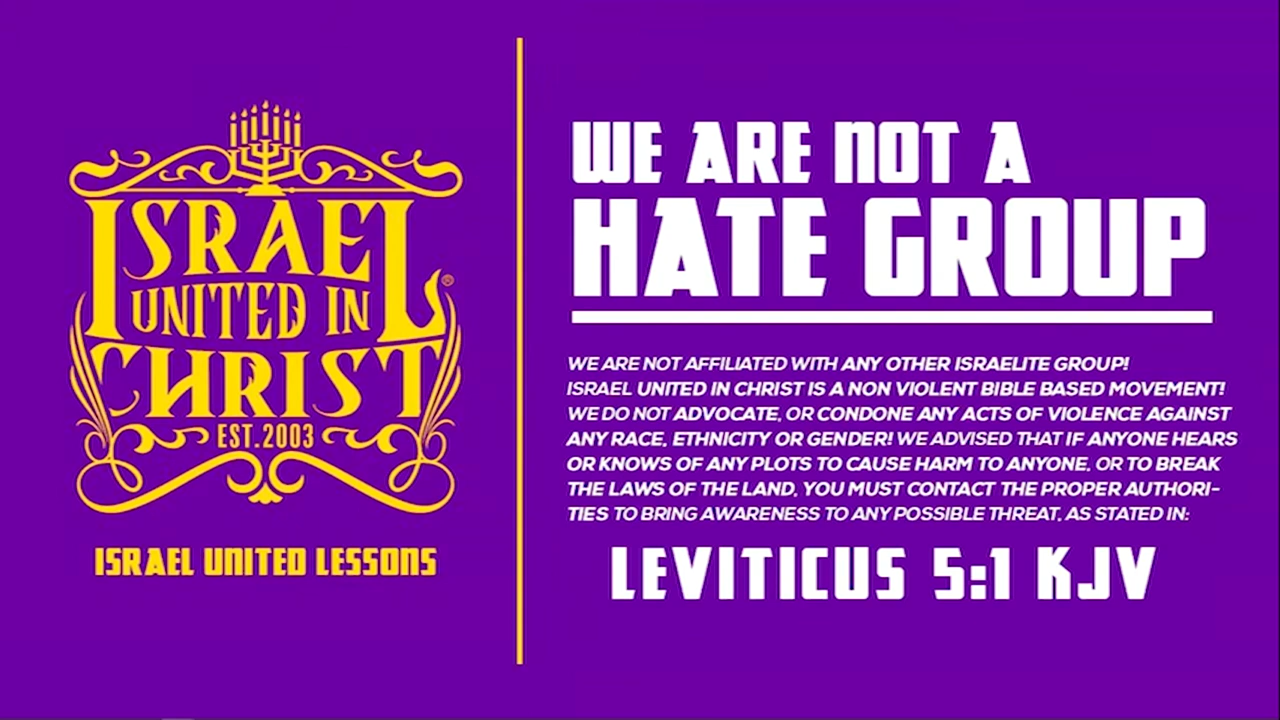 ISRAEL
UNITED IN
CHRIST
®
EST.2003
ISRAEL UNITED LESSONS
WE ARE NOT A
HATE GROUP
WE ARE NOT AFFILIATED WITH ANY OTHER ISRAELITE GROUP!
ISRAEL UNITED IN CHRIST IS A NON VIOLENT BIBLE BASED MOVEMENT!
WE DO NOT ADVOCATE, OR CONDONE ANY ACTS OF VIOLENCE AGAINST
ANY RACE, ETHNICITY OR GENDER! WE ADVISED THAT IF ANYONE HEARS
OR KNOWS OF ANY PLOTS TO CAUSE HARM TO ANYONE, OR TO BREAK
THE LAWS OF THE LAND, YOU MUST CONTACT THE PROPER AUTHORI-
TIES TO BRING AWARENESS TO ANY POSSIBLE THREAT, AS STATED IN:
LEVITICUS 5:1 KJV